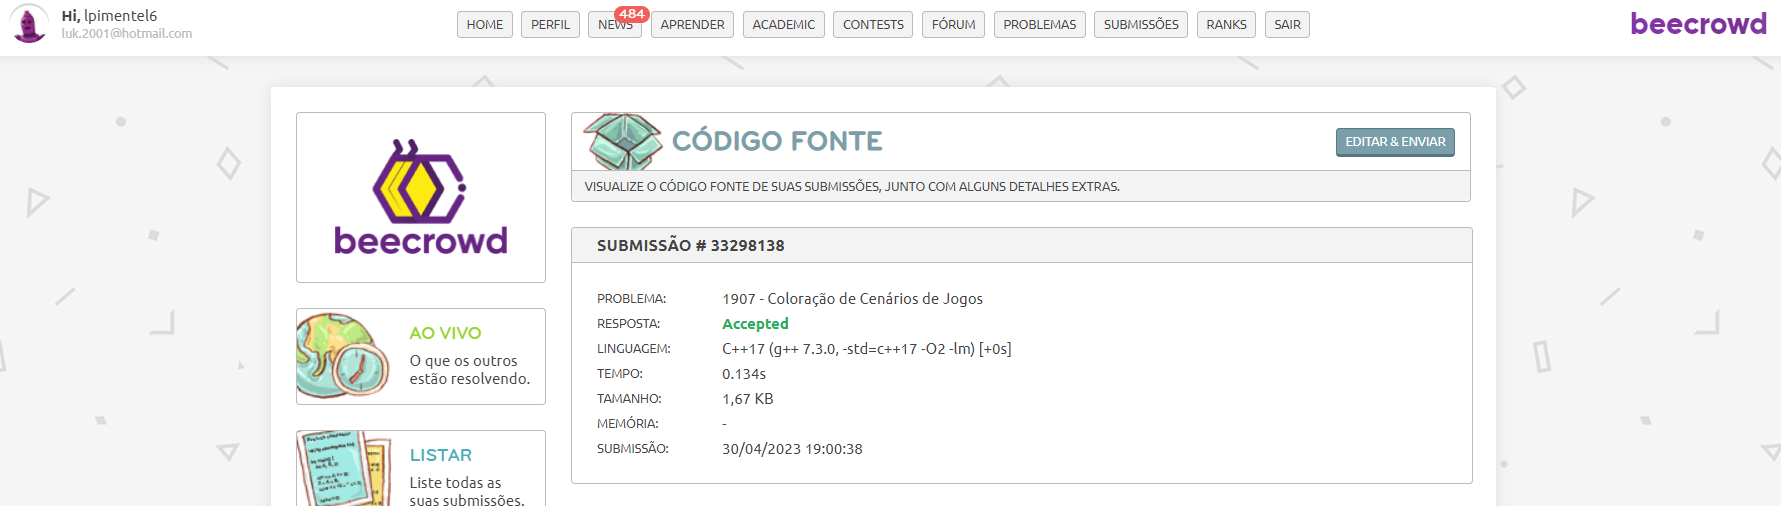 Hi, lpimentel6
luk.2001@hotmail.com
HOME
PERFIL
NEWS
484
APRENDER
ACADEMIC
CONTESTS
FÓRUM
PROBLEMAS
SUBMISSÕES
RANKS
SAIR
beecrowd
beecrowd
AO VIVO
O que os outros
estão resolvendo.
LISTAR
Liste todas as
suas submissões.
CÓDIGO FONTE
EDITAR & ENVIAR
VISUALIZE O CÓDIGO FONTE DE SUAS SUBMISSÕES, JUNTO COM ALGUNS DETALHES EXTRAS.
SUBMISSÃO # 33298138
PROBLEMA: 1907 - Coloração de Cenários de Jogos
RESPOSTA: Accepted
LINGUAGEM: C++17 (g++ 7.3.0, -std=c++17 -O2 -lm) [+0s]
TEMPO: 0.134s
TAMANHO: 1,67 KB
MEMÓRIA: -
SUBMISSÃO: 30/04/2023 19:00:38